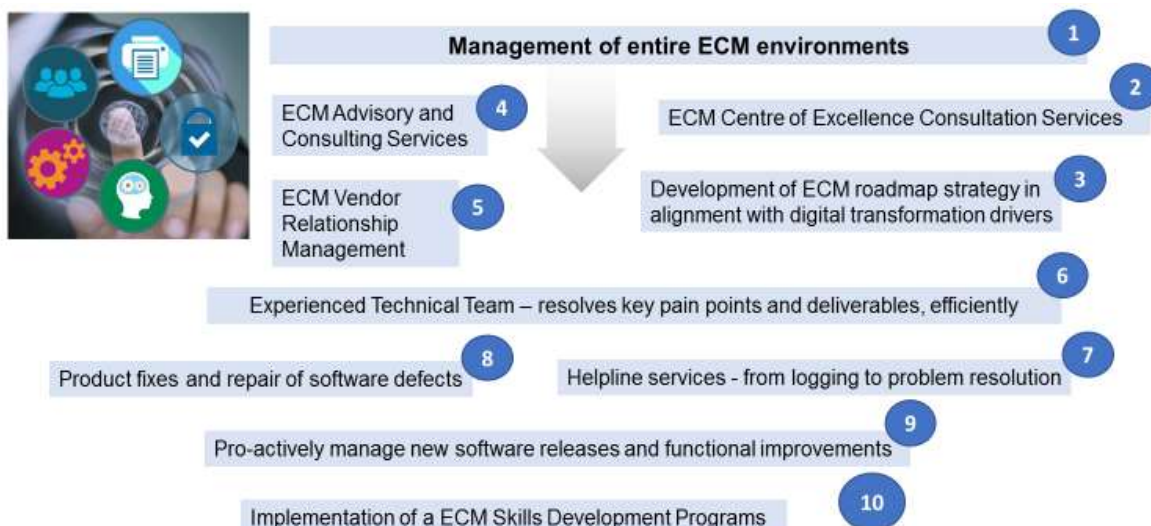 Management of entire ECM environments
1
ECM Advisory and
Consulting Services
4
ECM Centre of Excellence Consultation Services
2
ECM Vendor
Relationship
Management
5
Development of ECM roadmap strategy in
alignment with digital transformation drivers
3
Experienced Technical Team – resolves key pain points and deliverables, efficiently
6
Product fixes and repair of software defects
8
Helpline services - from logging to problem resolution
7
Pro-actively manage new software releases and functional improvements
9
Implementation of a ECM Skills Development Programs
10